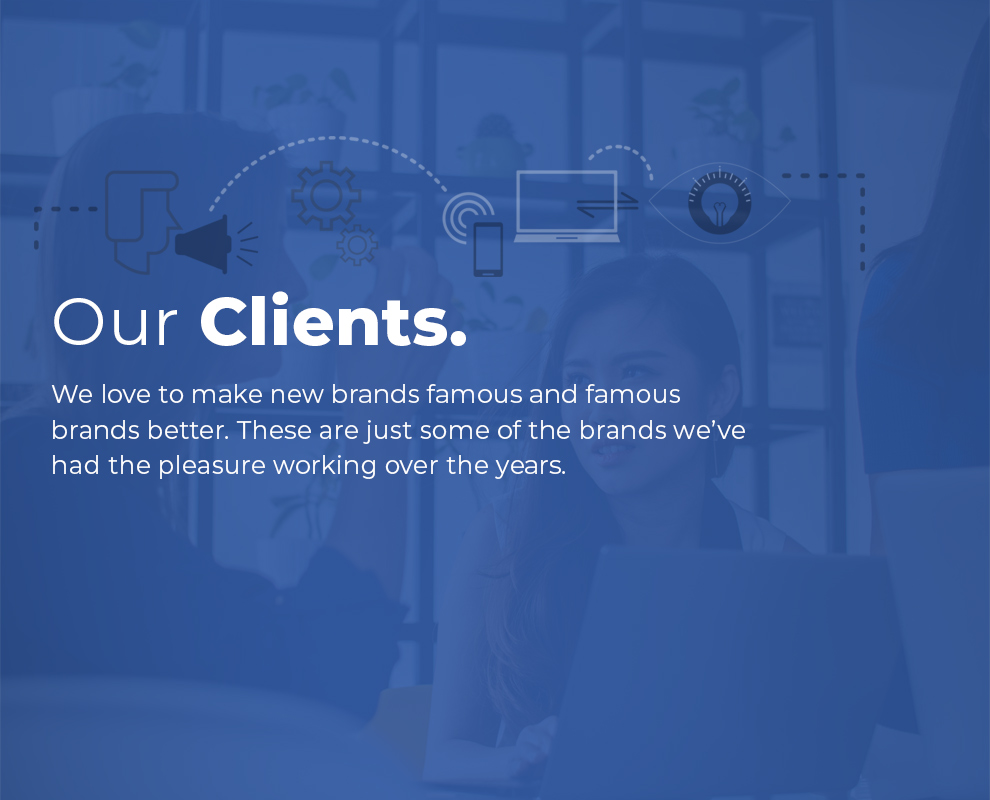 Our Clients.
We love to make new brands famous and famous
brands better. These are just some of the brands we’ve
had the pleasure working over the years.